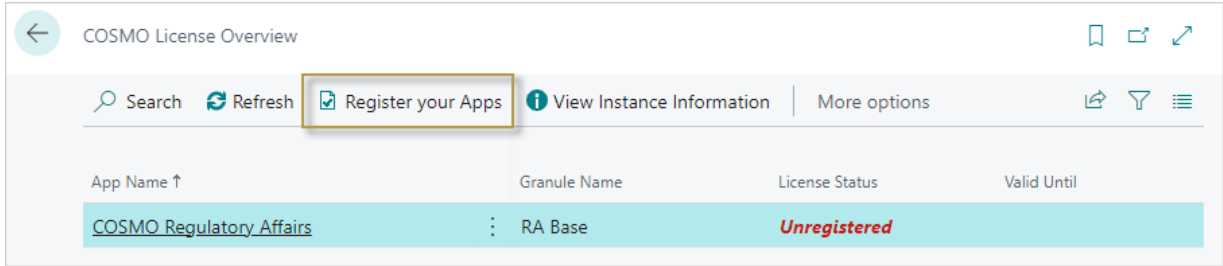 COSMO License Overview
Search Refresh Register your Apps View Instance Information More options
App Name ↑ Granule Name License Status Valid Until
COSMO Regulatory Affairs RA Base Unregistered